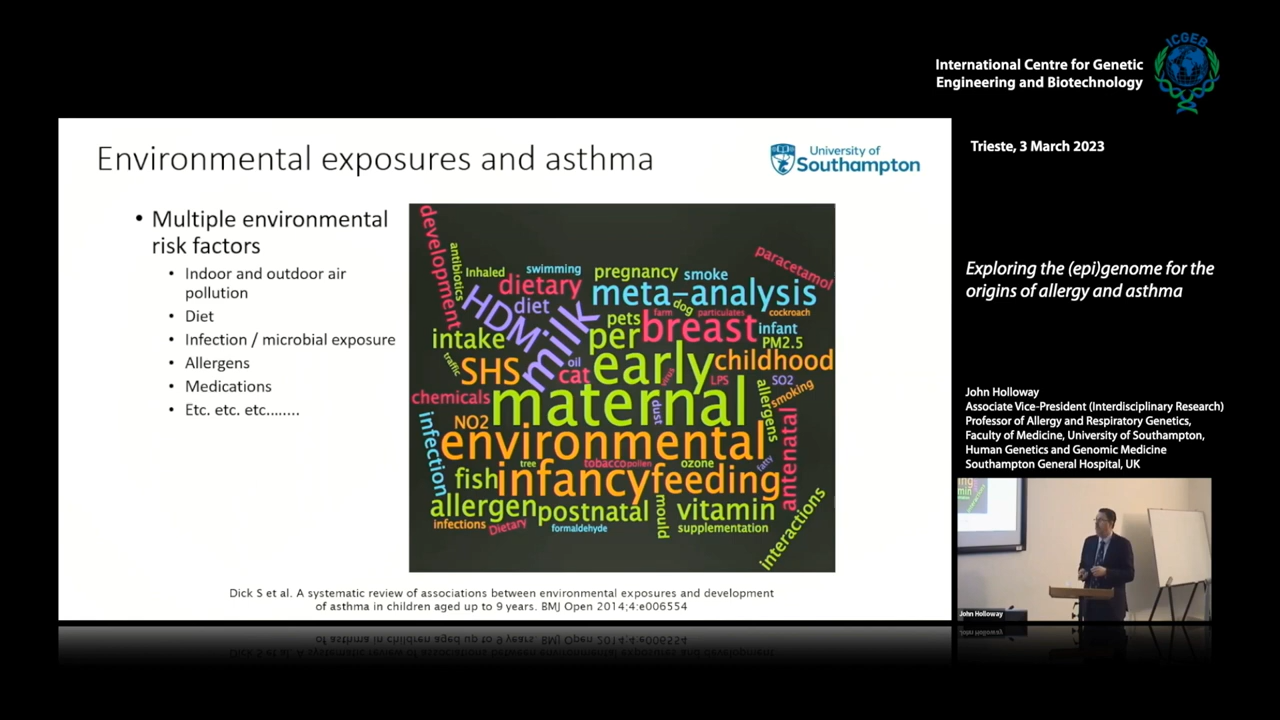 ICGEB
International Centre for Genetic
Engineering and Biotechnology
Trieste, 3 March 2023
Environmental exposures and asthma
University of
Southampton
• Multiple environmental
risk factors
• Indoor and outdoor air
pollution
• Diet
• Infection / microbial exposure
• Allergens
• Medications
• Etc. etc. etc........
development
antibiotics
Inhaled
swimming
pregnancy
smoke
paracetamol
dietary
HDM
diet
milk
meta-analysis
dog
farm
particulates
cockroach
pets
per
breast
infant
PM2.5
intake
traffic
SHS
oil
cat
early
virus
LPS
childhood
SO2
smoking
chemicals
maternal
dust
allergens
antenatal
infection
NO2
environmental
tree
tobacco
pollen
ozone
fatty
fish
infancy
feeding
allergen
postnatal
mould
vitamin
interactions
infections
Dietary
formaldehyde
supplementation
Dick S et al. A systematic review of associations between environmental exposures and development
of asthma in children aged up to 9 years. BMJ Open 2014;4:e006554
Exploring the (epi)genome for the
origins of allergy and asthma
John Holloway
Associate Vice-President (Interdisciplinary Research)
Professor of Allergy and Respiratory Genetics,
Faculty of Medicine, University of Southampton,
Human Genetics and Genomic Medicine
Southampton General Hospital, UK
John Holloway